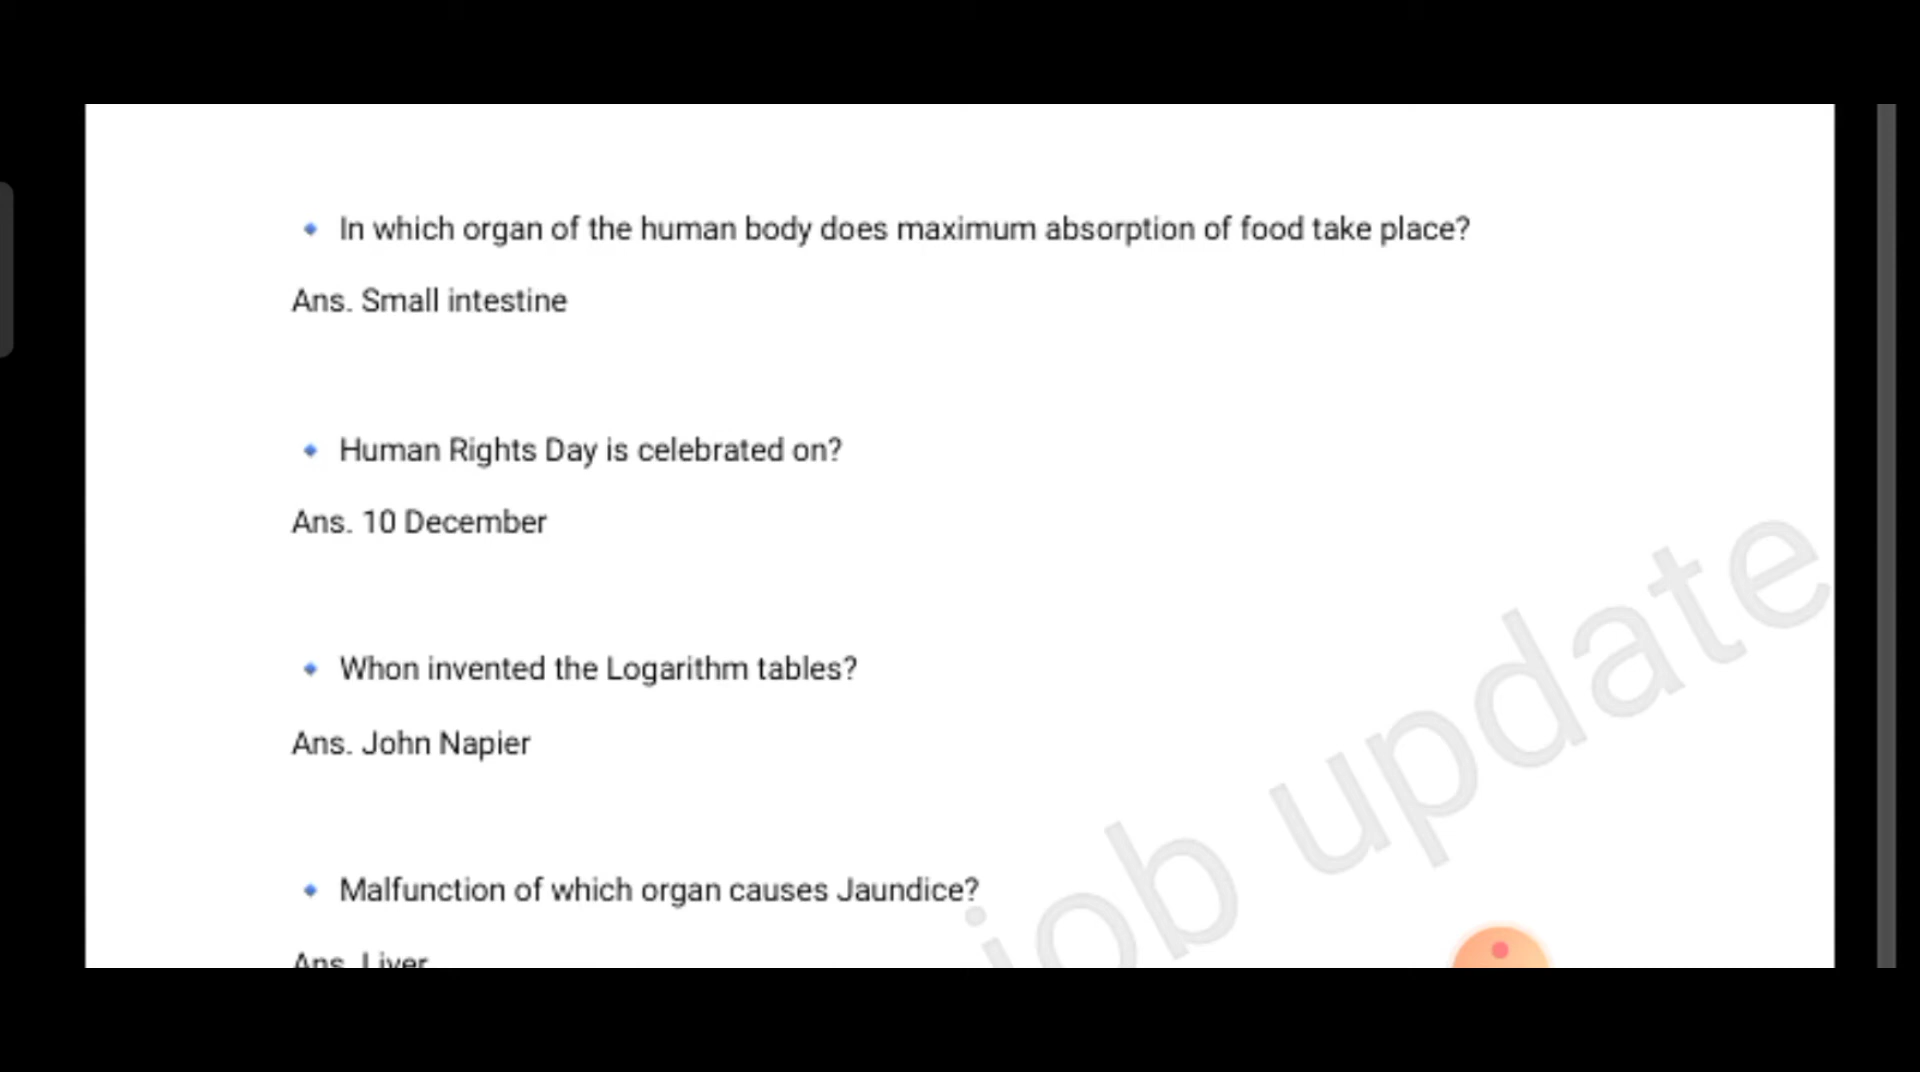 In which organ of the human body does maximum absorption of food take place?
Ans. Small intestine
Human Rights Day is celebrated on?
Ans. 10 December
Whon invented the Logarithm tables?
Ans. John Napier
Malfunction of which organ causes Jaundice?
Ans. Liver
job update